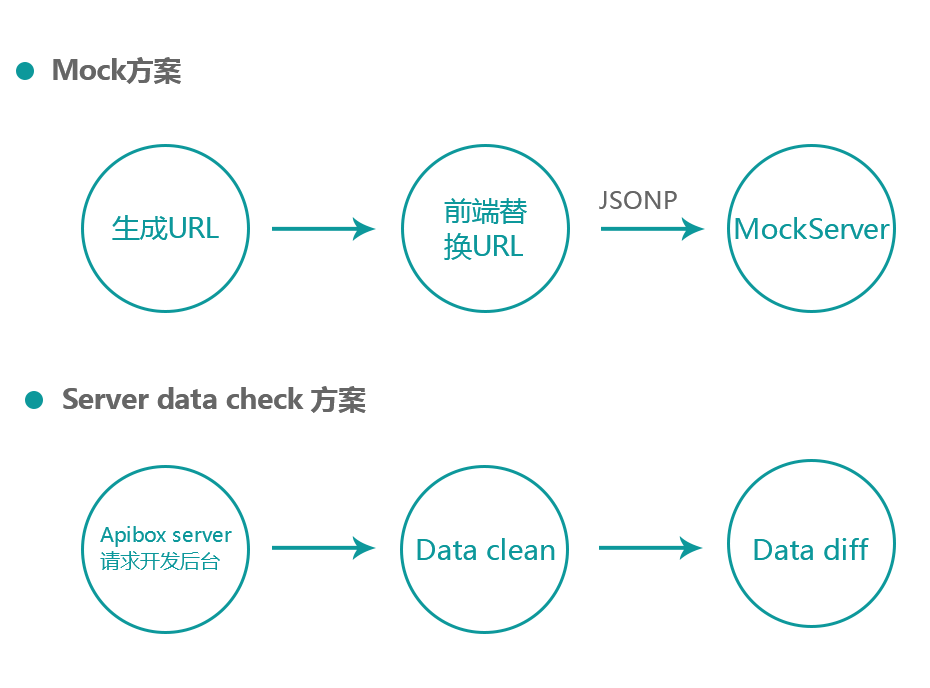 Mock方案
生成URL
前端替
换URL
JSONP
MockServer
Server data check 方案
Apibox server
请求开发后台
Data clean
Data diff